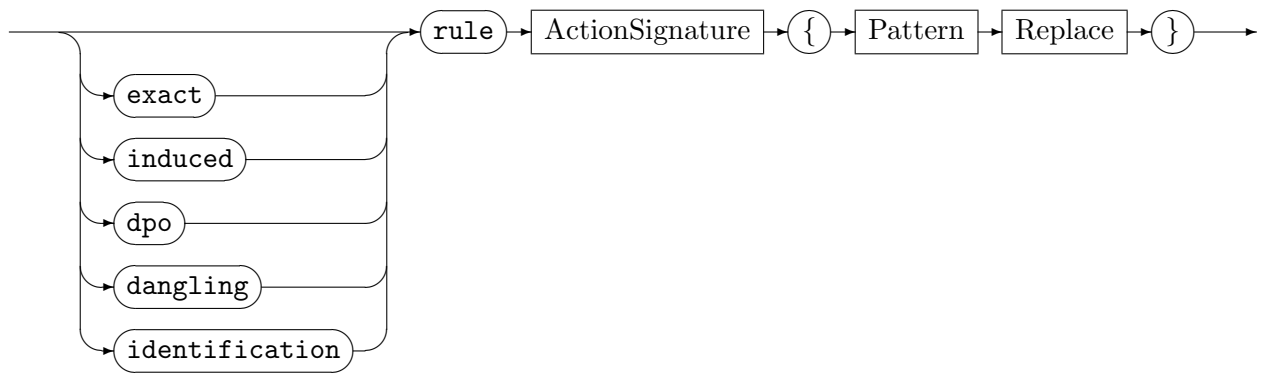 rule ActionSignature { Pattern Replace }
exact
induced
dpo
dangling
identification